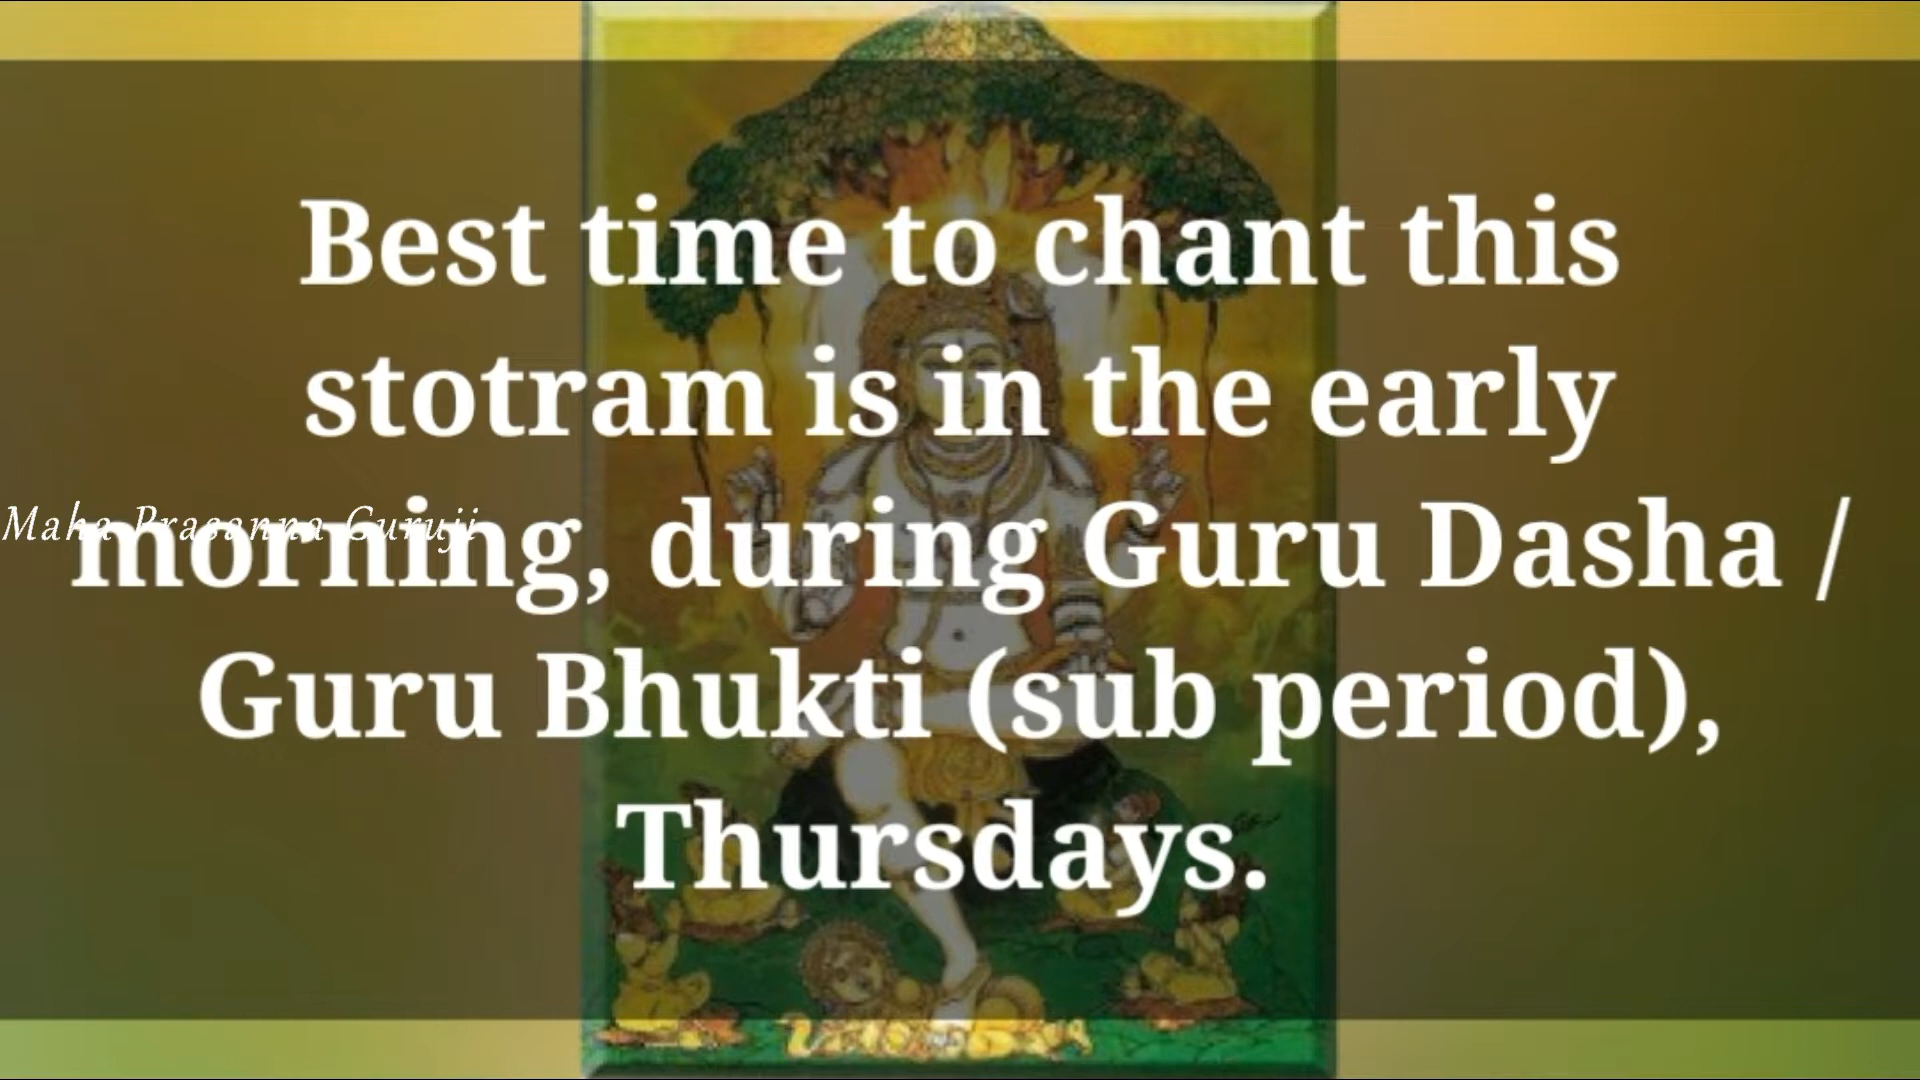 Best time to chant this
stotram is in the early
Maha Prasanna Guruji
morning, during Guru Dasha /
Guru Bhukti (sub period),
Thursdays.